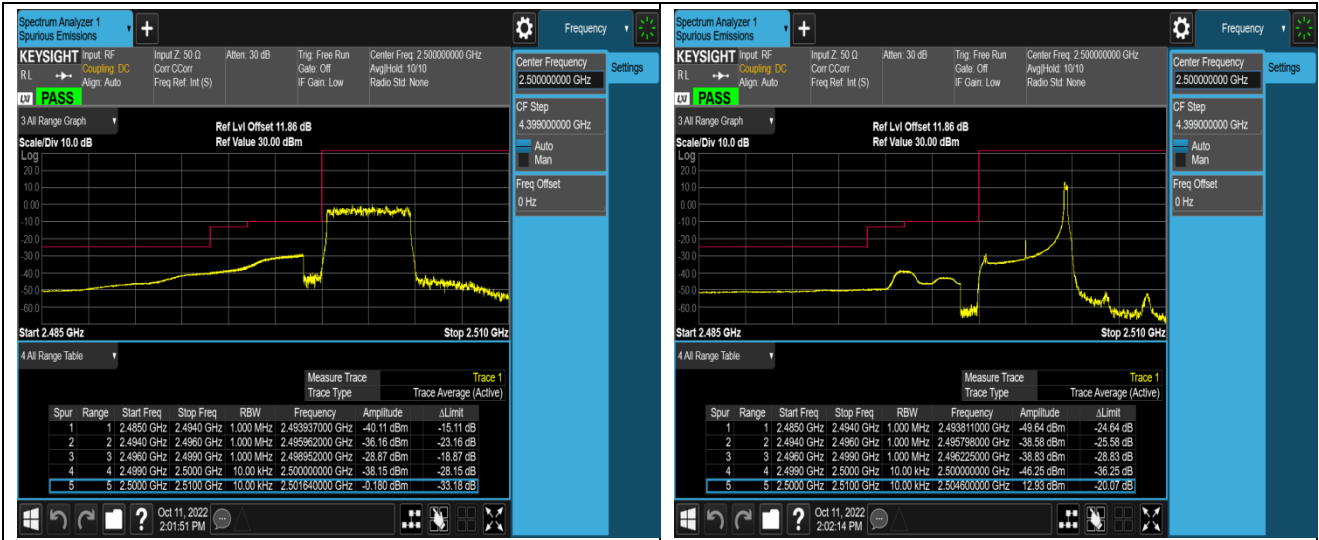 Spectrum Analyzer 1
Spurious Emissions
Frequency
KEYSIGHT
Input: RF
Coupling: DC
Align: Auto
Input Z: 50 Ω
Corr CCorr
Freq Ref: Int (S)
Atten: 30 dB
Trig: Free Run
Gate: Off
IF Gain: Low
Center Freq: 2.500000000 GHz
Avg|Hold: 10/10
Radio Std: None
RL
LXI
PASS
Center Frequency
2.500000000 GHz
Settings
CF Step
4.399000000 GHz
Auto
Man
Freq Offset
0 Hz
3 All Range Graph
Ref Lvl Offset 11.86 dB
Scale/Div 10.0 dB
Ref Value 30.00 dBm
Log
20.0
10.0
0.00
-10.0
-20.0
-30.0
-40.0
-50.0
-60.0
Start 2.485 GHz
Stop 2.510 GHz
4 All Range Table
Measure Trace Trace 1
Trace Type Trace Average (Active)
Spur Range Start Freq Stop Freq RBW Frequency Amplitude ΔLimit
1 1 2.4850 GHz 2.4940 GHz 1.000 MHz 2.493937000 GHz -40.11 dBm -15.11 dB
2 2 2.4940 GHz 2.4960 GHz 1.000 MHz 2.495962000 GHz -36.16 dBm -23.16 dB
3 3 2.4960 GHz 2.4990 GHz 1.000 MHz 2.498952000 GHz -28.87 dBm -18.87 dB
4 4 2.4990 GHz 2.5000 GHz 10.00 kHz 2.500000000 GHz -38.15 dBm -28.15 dB
5 5 2.5000 GHz 2.5100 GHz 10.00 kHz 2.501640000 GHz -0.180 dBm -33.18 dB
Oct 11, 2022
2:01:51 PM
Spectrum Analyzer 1
Spurious Emissions
Frequency
KEYSIGHT
Input: RF
Coupling: DC
Align: Auto
Input Z: 50 Ω
Corr CCorr
Freq Ref: Int (S)
Atten: 30 dB
Trig: Free Run
Gate: Off
IF Gain: Low
Center Freq: 2.500000000 GHz
Avg|Hold: 10/10
Radio Std: None
RL
LXI
PASS
Center Frequency
2.500000000 GHz
Settings
CF Step
4.399000000 GHz
Auto
Man
Freq Offset
0 Hz
3 All Range Graph
Ref Lvl Offset 11.86 dB
Scale/Div 10.0 dB
Ref Value 30.00 dBm
Log
20.0
10.0
0.00
-10.0
-20.0
-30.0
-40.0
-50.0
-60.0
Start 2.485 GHz
Stop 2.510 GHz
4 All Range Table
Measure Trace Trace 1
Trace Type Trace Average (Active)
Spur Range Start Freq Stop Freq RBW Frequency Amplitude ΔLimit
1 1 2.4850 GHz 2.4940 GHz 1.000 MHz 2.493811000 GHz -49.64 dBm -24.64 dB
2 2 2.4940 GHz 2.4960 GHz 1.000 MHz 2.495798000 GHz -38.58 dBm -25.58 dB
3 3 2.4960 GHz 2.4990 GHz 1.000 MHz 2.496225000 GHz -38.83 dBm -28.83 dB
4 4 2.4990 GHz 2.5000 GHz 10.00 kHz 2.500000000 GHz -46.25 dBm -36.25 dB
5 5 2.5000 GHz 2.5100 GHz 10.00 kHz 2.504600000 GHz 12.93 dBm -20.07 dB
Oct 11, 2022
2:02:14 PM